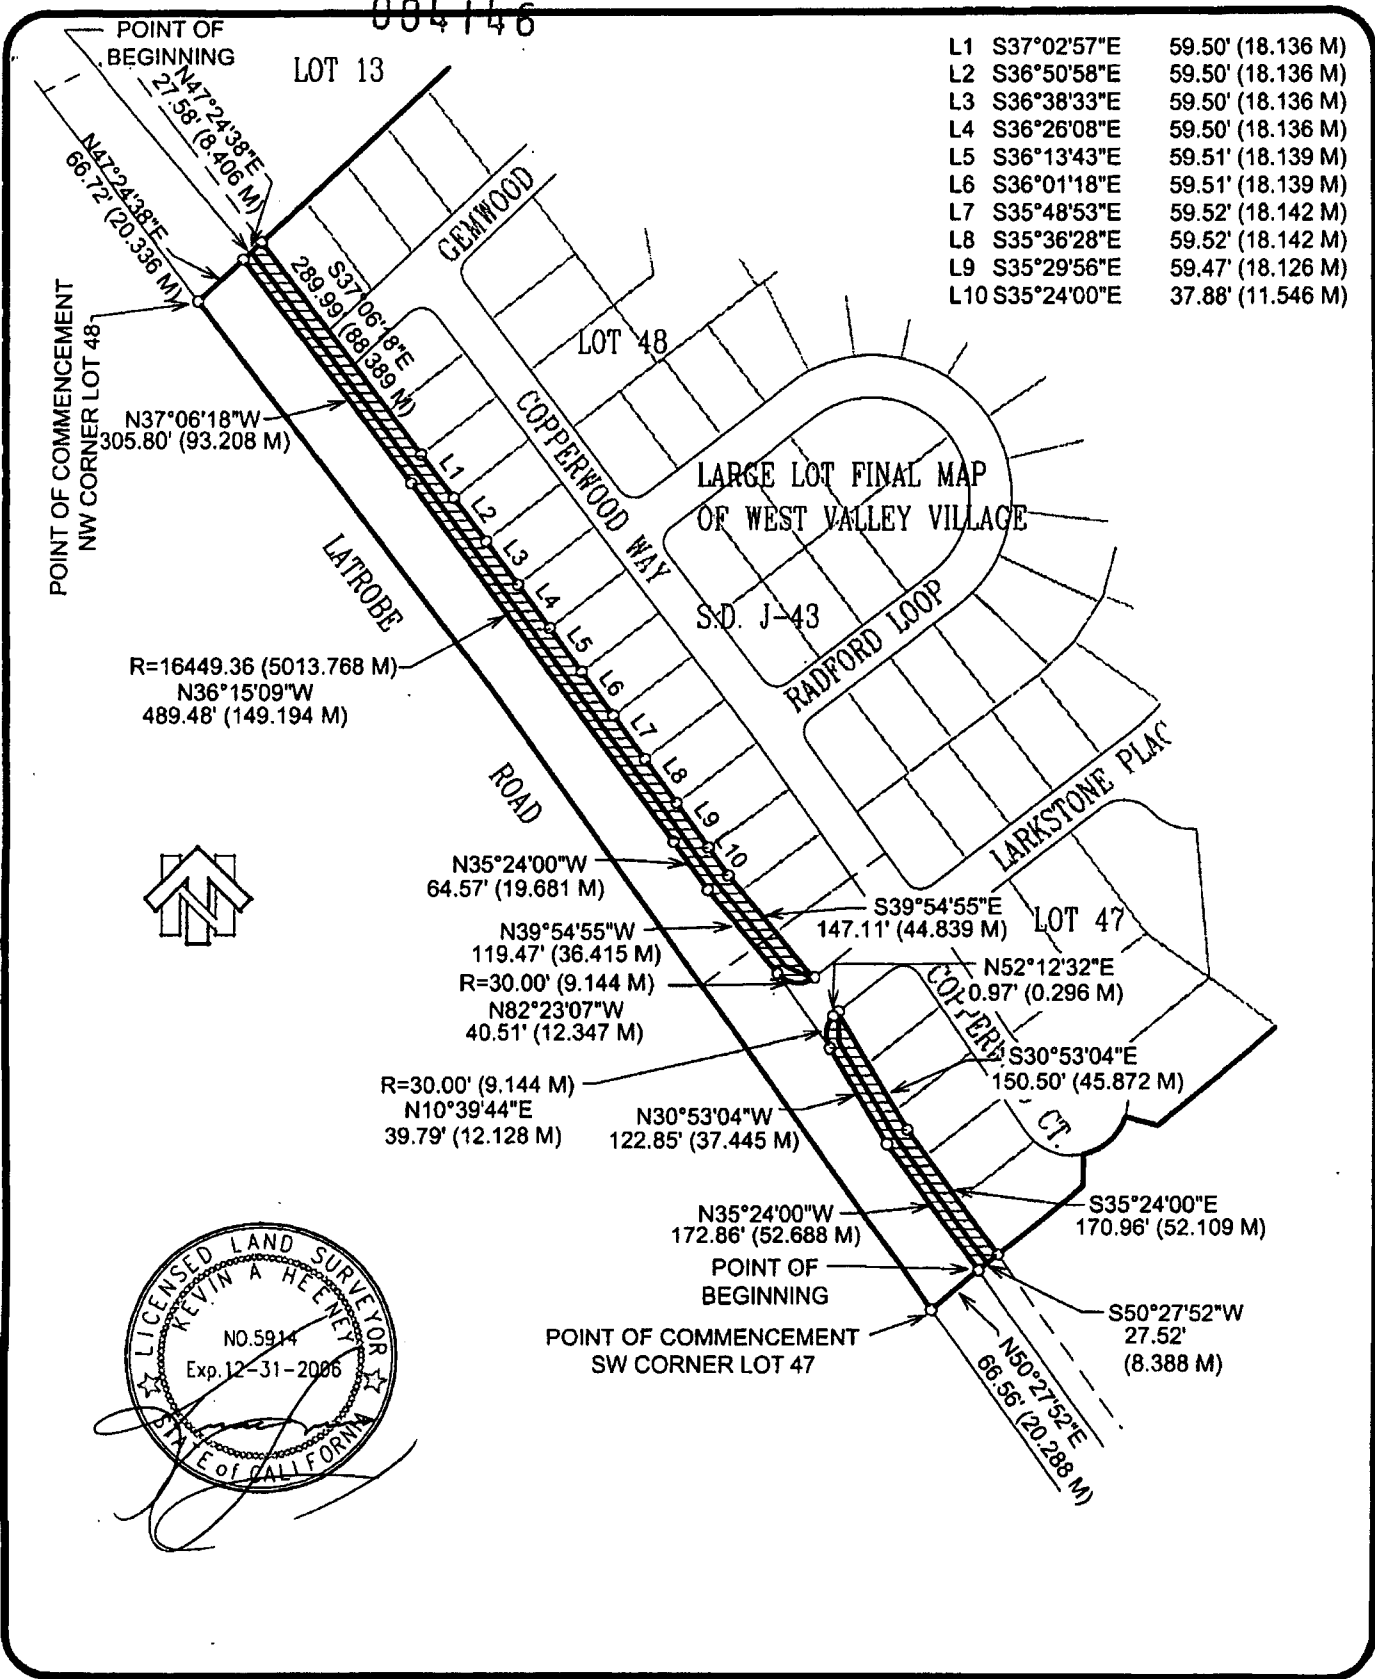 004146
POINT OF
BEGINNING
LOT 13
N47°24'38"E
27.58' (8.406 M)
N47°24'38"E
66.72' (20.336 M)
L1 S37°02'57"E 59.50' (18.136 M)
L2 S36°50'58"E 59.50' (18.136 M)
L3 S36°38'33"E 59.50' (18.136 M)
L4 S36°26'08"E 59.50' (18.136 M)
L5 S36°13'43"E 59.51' (18.139 M)
L6 S36°01'18"E 59.51' (18.139 M)
L7 S35°48'53"E 59.52' (18.142 M)
L8 S35°36'28"E 59.52' (18.142 M)
L9 S35°29'56"E 59.47' (18.126 M)
L10 S35°24'00"E 37.88' (11.546 M)
GEMWOOD
S37°06'18"E
289.99' (88.389 M)
POINT OF COMMENCEMENT
NW CORNER LOT 48
LOT 48
N37°06'18"W
305.80' (93.208 M)
COPPERWOOD WAY
LARGE LOT FINAL MAP
OF WEST VALLEY VILLAGE
S.D. J-43
L1
L2
L3
L4
L5
L6
L7
L8
L9
L10
LATROBE
ROAD
RADFORD LOOP
R=16449.36 (5013.768 M)
N36°15'09"W
489.48' (149.194 M)
LARKSTONE PLAC
N35°24'00"W
64.57' (19.681 M)
S39°54'55"E
147.11' (44.839 M)
LOT 47
N39°54'55"W
119.47' (36.415 M)
R=30.00' (9.144 M)
N82°23'07"W
40.51' (12.347 M)
N52°12'32"E
0.97' (0.296 M)
CT.
S30°53'04"E
150.50' (45.872 M)
R=30.00' (9.144 M)
N10°39'44"E
39.79' (12.128 M)
N30°53'04"W
122.85' (37.445 M)
N35°24'00"W
172.86' (52.688 M)
S35°24'00"E
170.96' (52.109 M)
POINT OF
BEGINNING
POINT OF COMMENCEMENT
SW CORNER LOT 47
S50°27'52"W
27.52'
(8.388 M)
N50°27'52"E
66.56' (20.288 M)
N
LICENSED LAND SURVEYOR
KEVIN A HEENEY
NO.5914
Exp.12-31-2006
STATE of CALIFORNIA